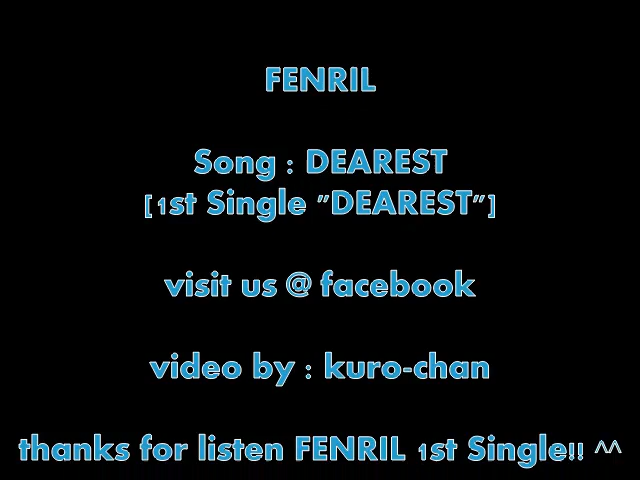 FENRIL
Song : DEAREST
[1st Single "DEAREST"]
visit us @ facebook
video by : kuro-chan
thanks for listen FENRIL 1st Single!! ^^